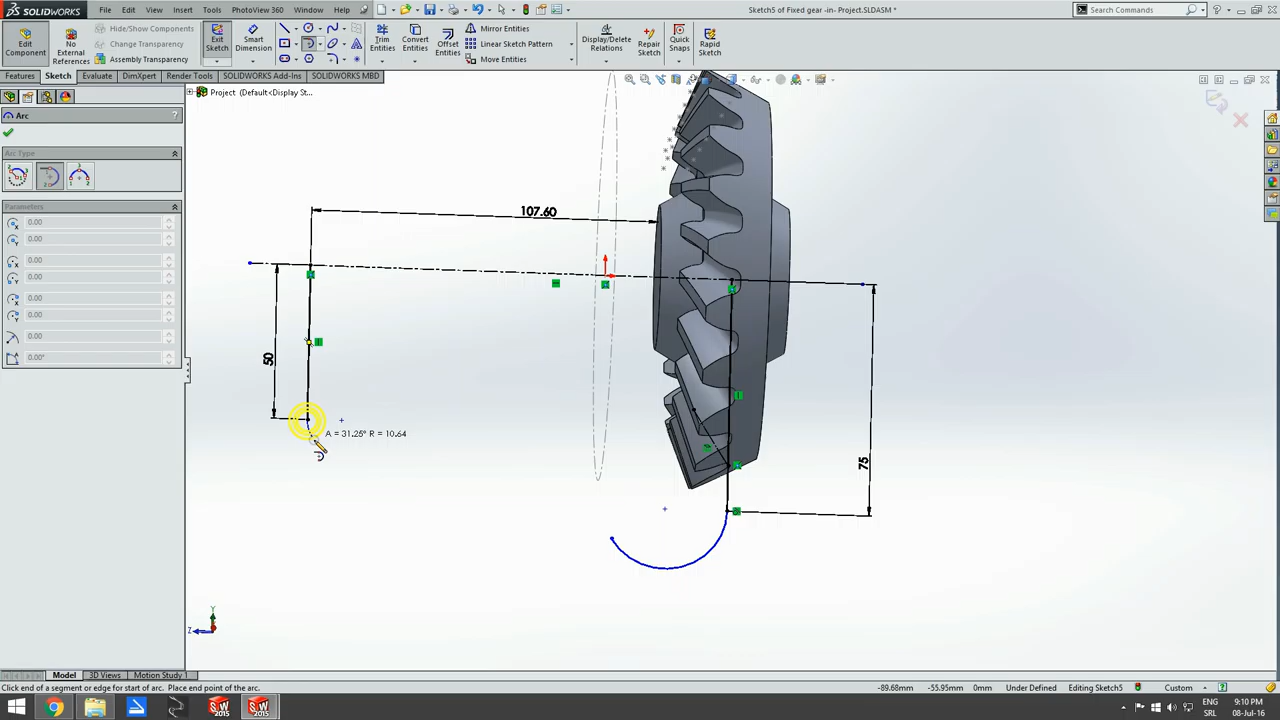 SOLIDWORKS
File Edit View Insert Tools PhotoView 360 Window Help
Sketch5 of Fixed gear -in- Project.SLDASM *
Search Commands
Edit Component
No External References
Hide/Show Components
Change Transparency
Assembly Transparency
Exit Sketch
Smart Dimension
Trim Entities
Convert Entities
Offset Entities
Mirror Entities
Linear Sketch Pattern
Move Entities
Display/Delete Relations
Repair Sketch
Quick Snaps
Rapid Sketch
Features Sketch Evaluate DimXpert Render Tools SOLIDWORKS Add-Ins SOLIDWORKS MBD
Project (Default<Display St...
Arc ?
Arc Type
Parameters
0.00
0.00
0.00
0.00
0.00
0.00
0.00
0.00°
107.60
50
75
A = 31.25° R = 10.64
Y
Z
Model 3D Views Motion Study 1
Click end of a segment or edge for start of arc. Place end point of the arc.
-89.68mm -55.95mm 0mm Under Defined Editing Sketch5 Custom
SW 2015
SW 2015
ENG
SRL
9:10 PM
08-Jul-16